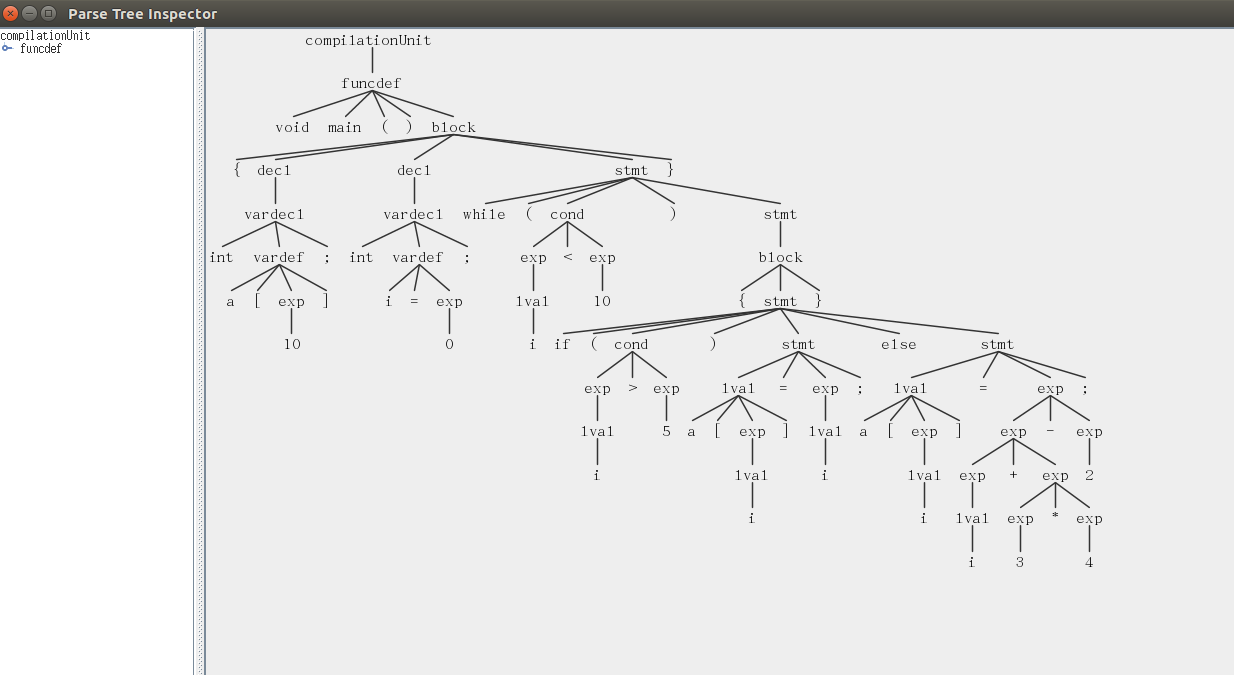 Parse Tree Inspector
compilationUnit
funcdef
compilationUnit
funcdef
void main ( ) block
{ decl decl stmt }
vardecl vardecl while ( cond ) stmt
int vardef ; int vardef ; exp < exp block
a [ exp ] i = exp lval 10 { stmt }
10 0 i if ( cond ) stmt else stmt
exp > exp lval = exp ; lval = exp ;
lval 5 a [ exp ] lval a [ exp ] exp - exp
i lval i lval exp + exp 2
i i lval exp * exp
i 3 4